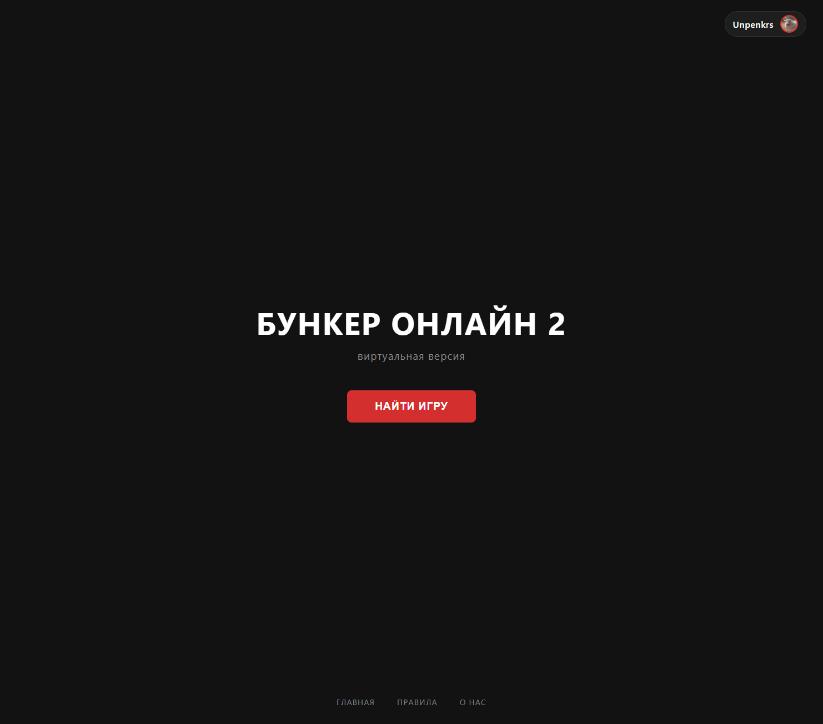 Unpenkrs
БУНКЕР ОНЛАЙН 2
виртуальная версия
НАЙТИ ИГРУ
ГЛАВНАЯ ПРАВИЛА О НАС